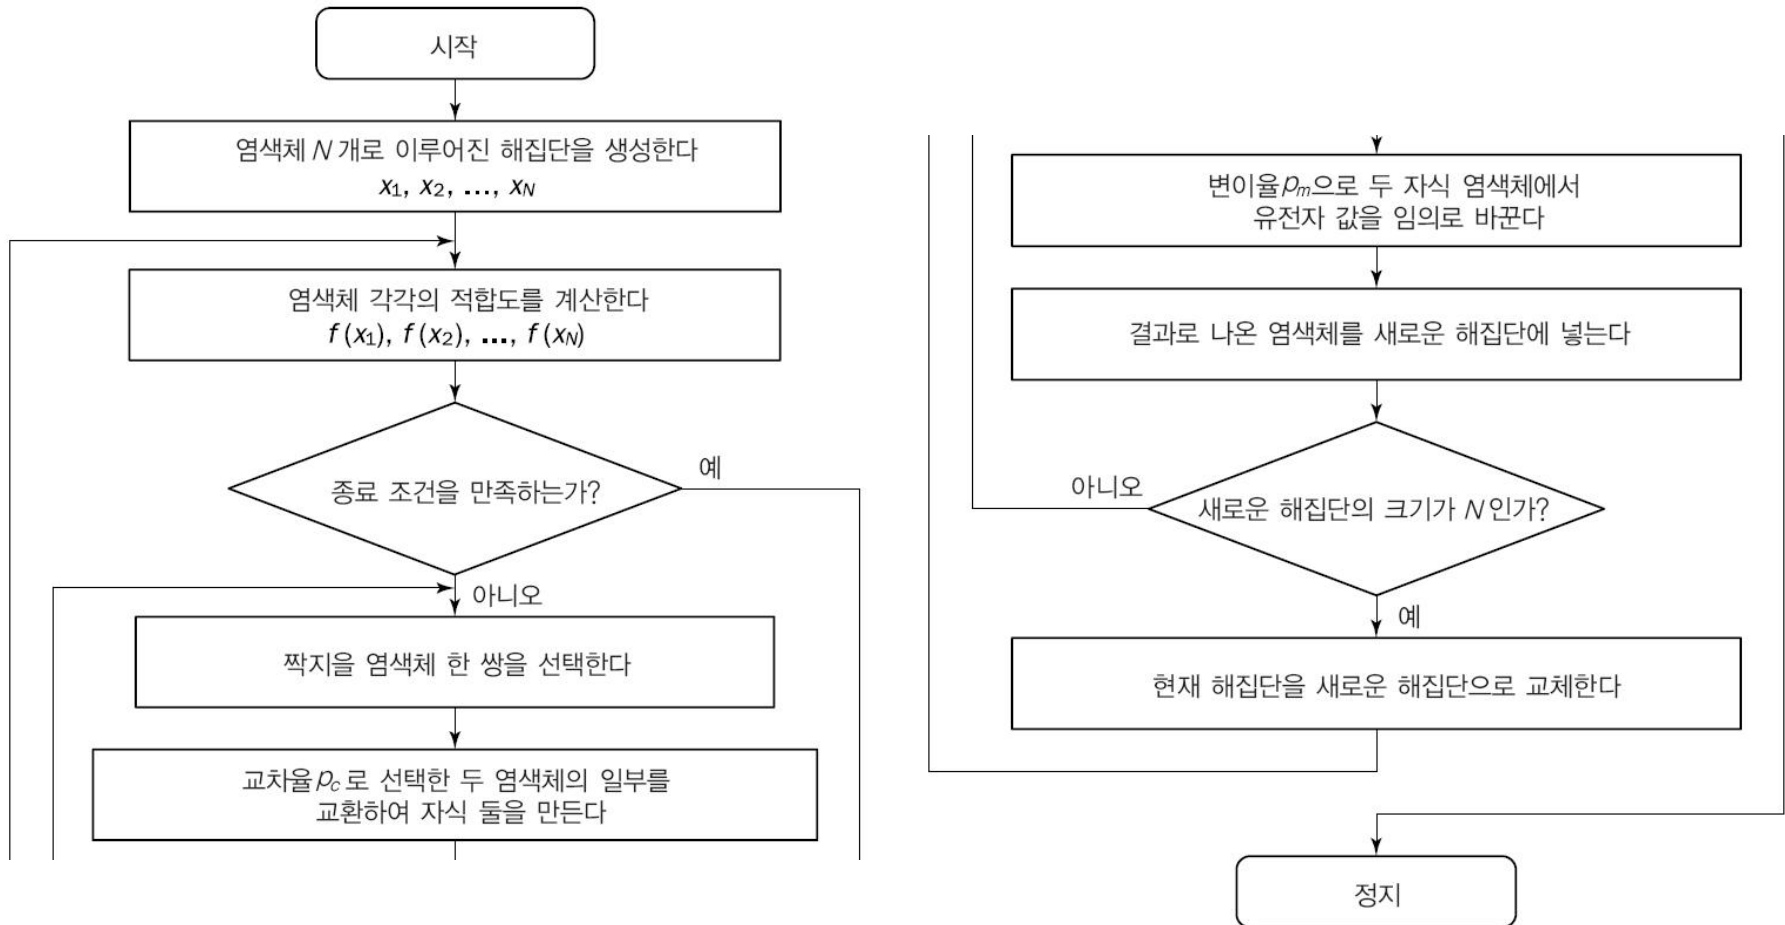 시작
염색체 N개로 이루어진 해집단을 생성한다
x1, x2, ..., xN
염색체 각각의 적합도를 계산한다
f(x1), f(x2), ..., f(xN)
종료 조건을 만족하는가?
예
아니오
짝지을 염색체 한 쌍을 선택한다
교차율 pc로 선택한 두 염색체의 일부를
교환하여 자식 둘을 만든다
변이율 pm으로 두 자식 염색체에서
유전자 값을 임의로 바꾼다
결과로 나온 염색체를 새로운 해집단에 넣는다
새로운 해집단의 크기가 N인가?
아니오
예
현재 해집단을 새로운 해집단으로 교체한다
정지